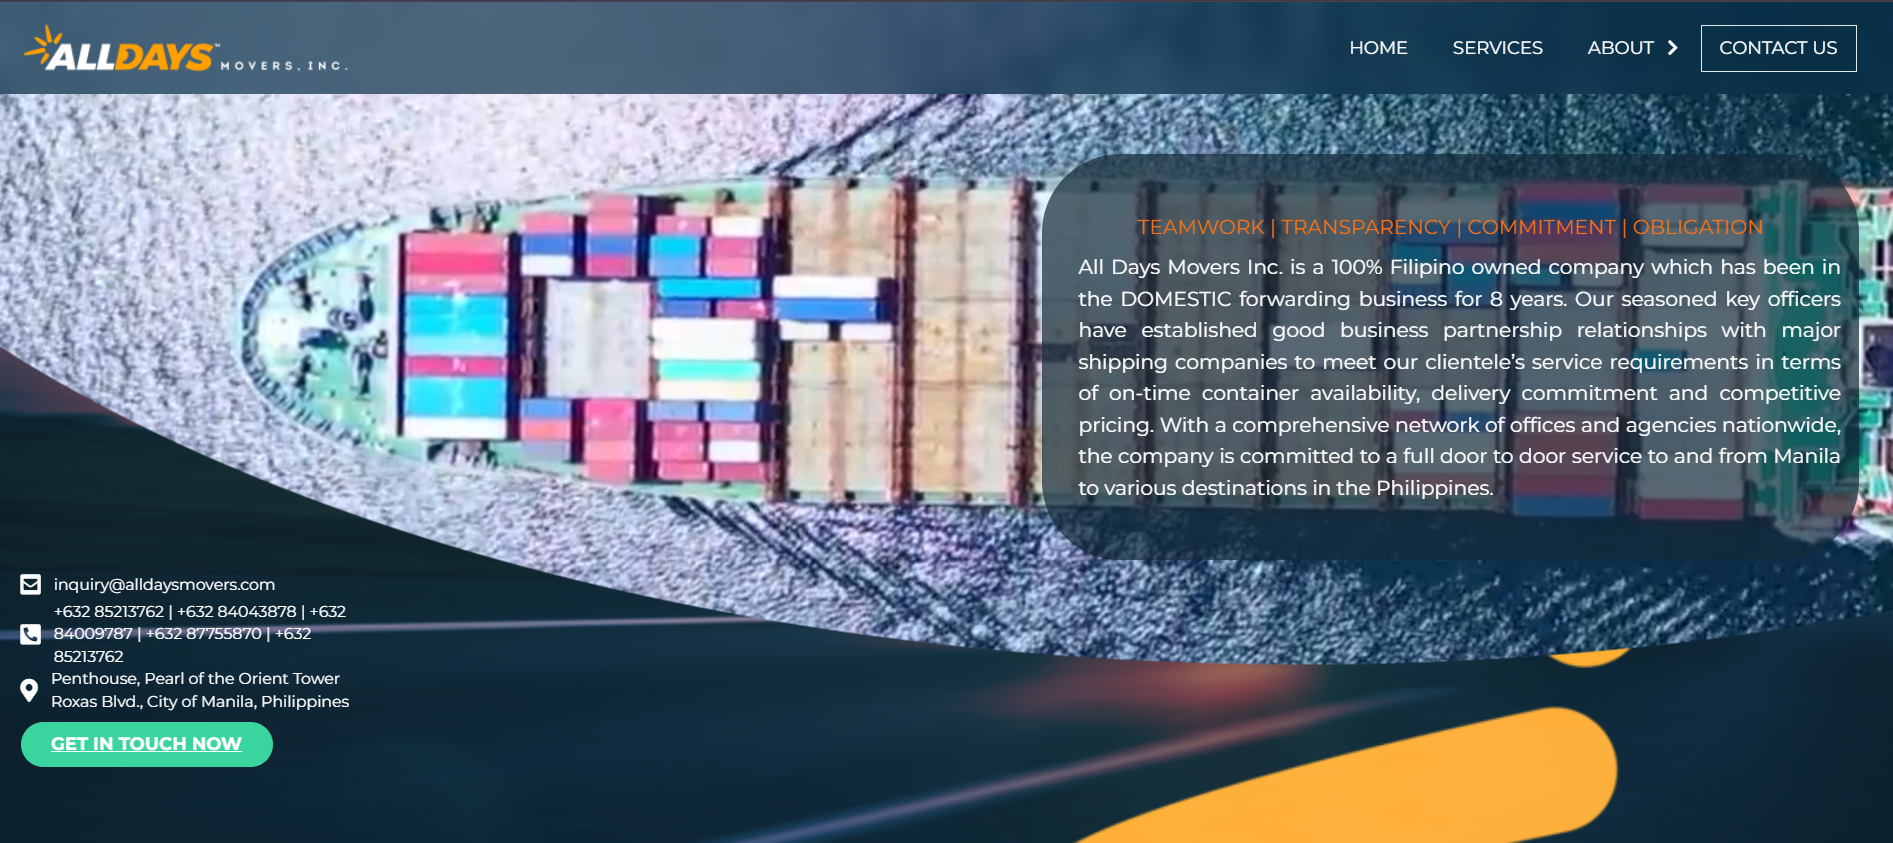 ALLDAYS™ MOVERS, INC.
HOME SERVICES ABOUT CONTACT US
TEAMWORK | TRANSPARENCY | COMMITMENT | OBLIGATION
All Days Movers Inc. is a 100% Filipino owned company which has been in
the DOMESTIC forwarding business for 8 years. Our seasoned key officers
have established good business partnership relationships with major
shipping companies to meet our clientele’s service requirements in terms
of on-time container availability, delivery commitment and competitive
pricing. With a comprehensive network of offices and agencies nationwide,
the company is committed to a full door to door service to and from Manila
to various destinations in the Philippines.
inquiry@alldaysmovers.com
+632 85213762 | +632 84043878 | +632
84009787 | +632 87755870 | +632
85213762
Penthouse, Pearl of the Orient Tower
Roxas Blvd., City of Manila, Philippines
GET IN TOUCH NOW